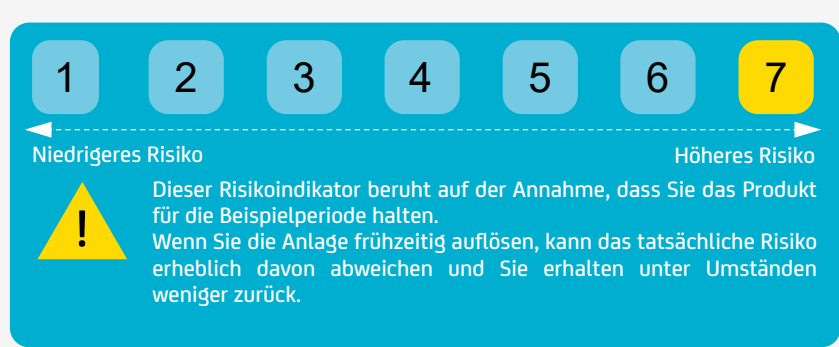 1 2 3 4 5 6 7
Niedrigeres Risiko Höheres Risiko
Dieser Risikoindikator beruht auf der Annahme, dass Sie das Produkt
für die Beispielperiode halten.
!
Wenn Sie die Anlage frühzeitig auflösen, kann das tatsächliche Risiko
erheblich davon abweichen und Sie erhalten unter Umständen
weniger zurück.